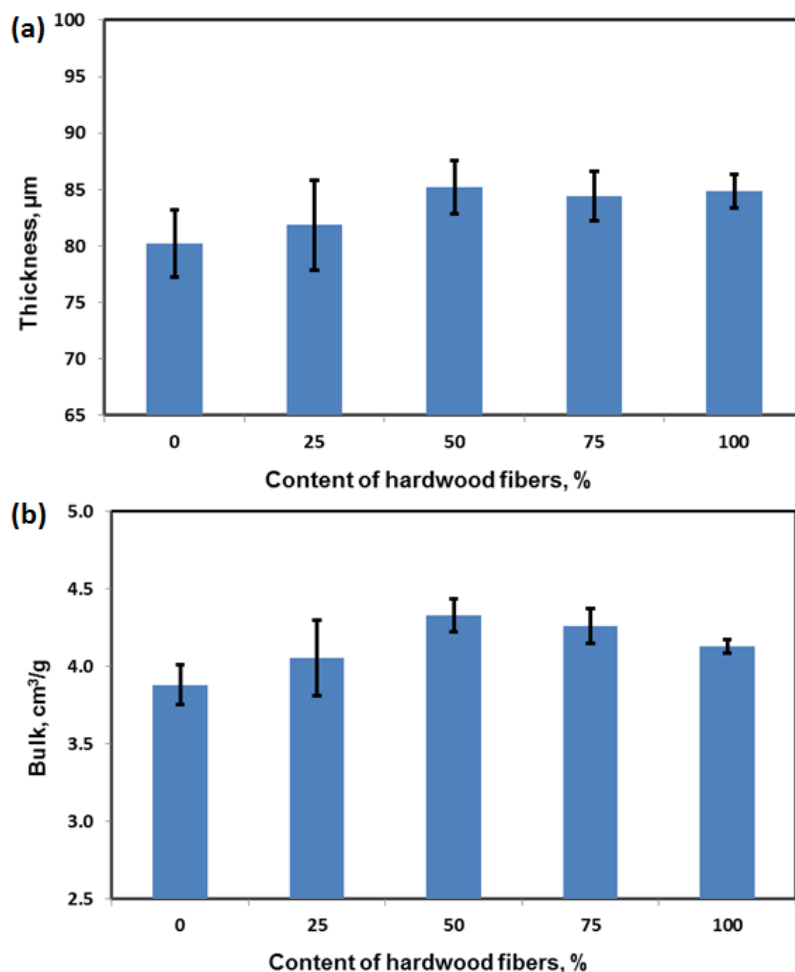 (a)
100
95
90
85
80
75
70
65
Thickness, µm
0 25 50 75 100
Content of hardwood fibers, %
(b)
5.0
4.5
4.0
3.5
3.0
2.5
Bulk, cm³/g
0 25 50 75 100
Content of hardwood fibers, %